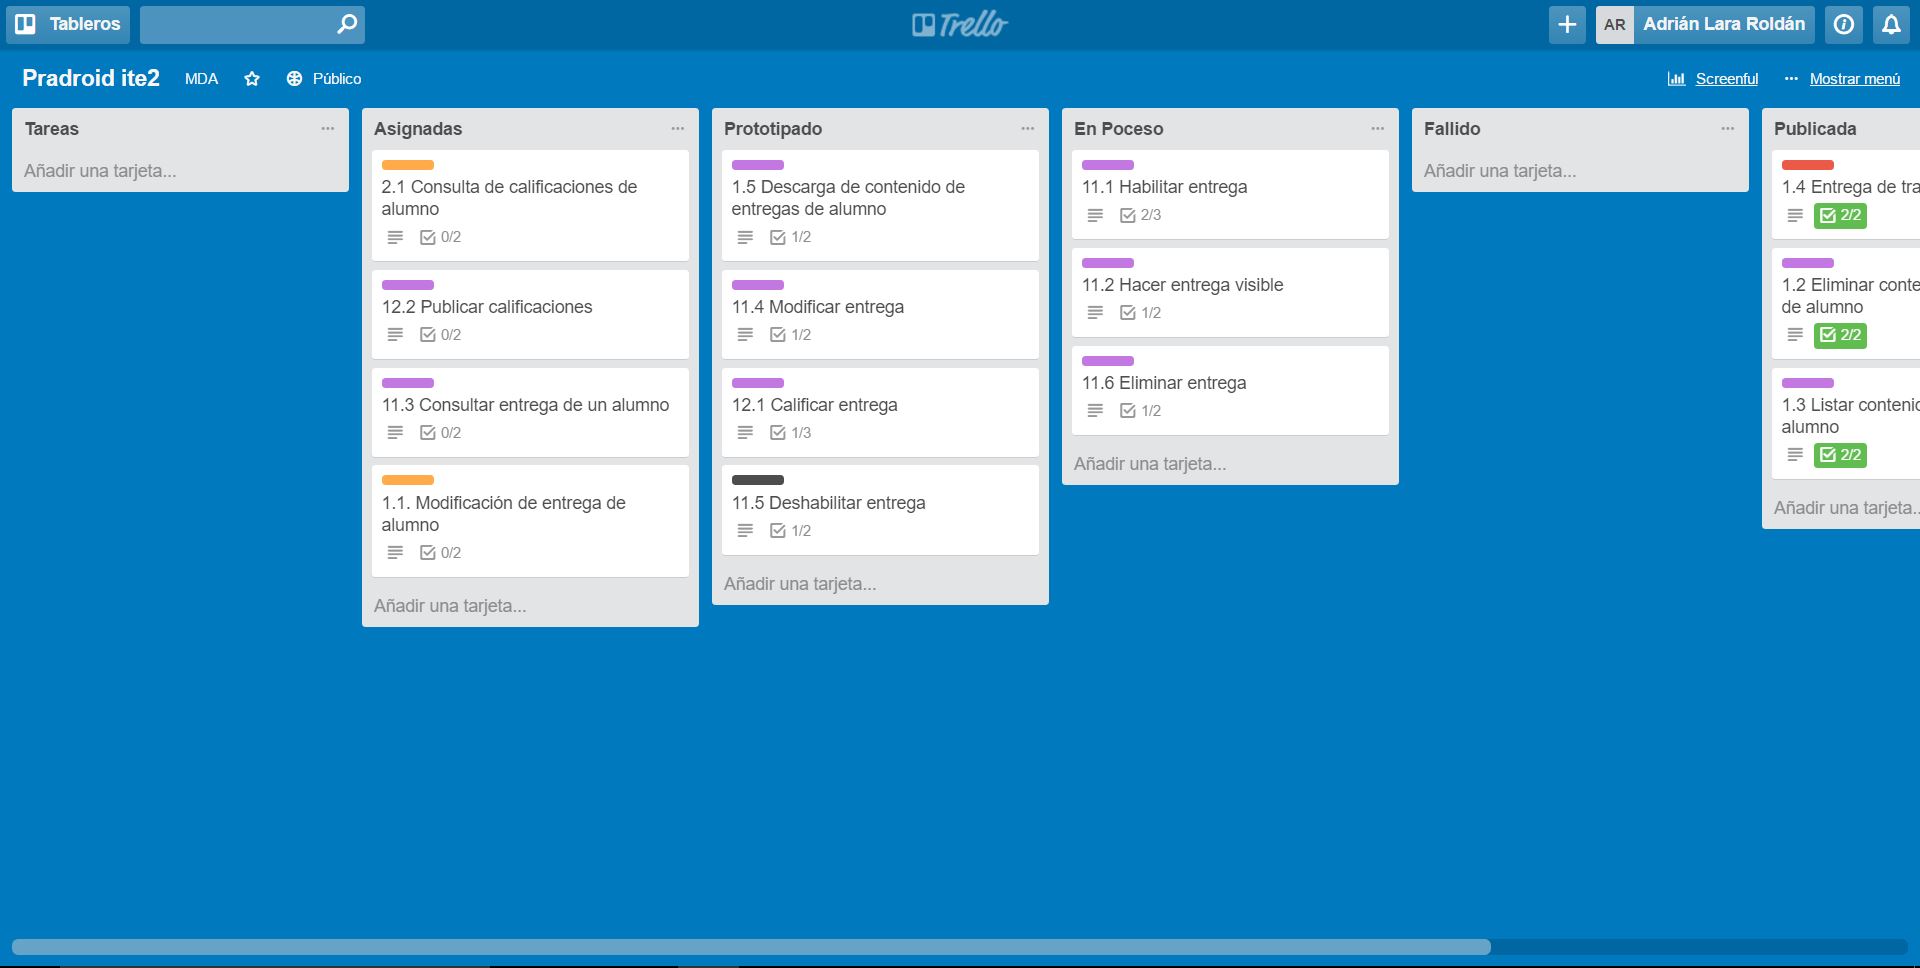 Tableros
Trello
AR Adrián Lara Roldán
Pradroid ite2 MDA Público
Screenful ··· Mostrar menú
Tareas ···
Añadir una tarjeta...
Asignadas ···
2.1 Consulta de calificaciones de
alumno
0/2
12.2 Publicar calificaciones
0/2
11.3 Consultar entrega de un alumno
0/2
1.1. Modificación de entrega de
alumno
0/2
Añadir una tarjeta...
Prototipado ···
1.5 Descarga de contenido de
entregas de alumno
1/2
11.4 Modificar entrega
1/2
12.1 Calificar entrega
1/3
11.5 Deshabilitar entrega
1/2
Añadir una tarjeta...
En Poceso ···
11.1 Habilitar entrega
2/3
11.2 Hacer entrega visible
1/2
11.6 Eliminar entrega
1/2
Añadir una tarjeta...
Fallido ···
Añadir una tarjeta...
Publicada
1.4 Entrega de
2/2
1.2 Eliminar
de alumno
2/2
1.3 Listar
alumno
2/2
Añadir una tarjeta..